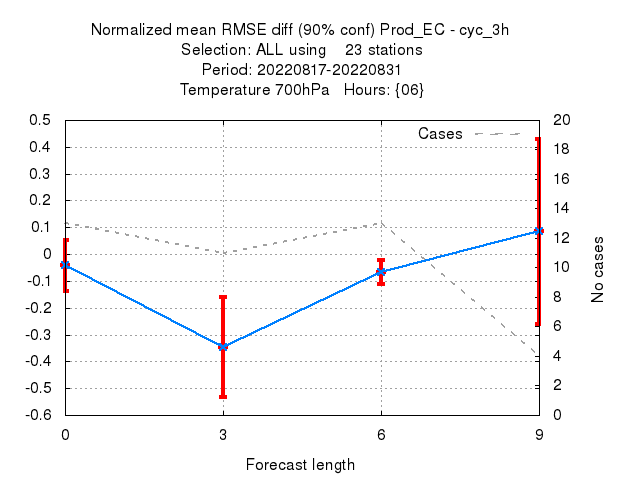 Normalized mean RMSE diff (90% conf) Prod_EC - cyc_3h
Selection: ALL using    23 stations
Period: 20220817-20220831
Temperature 700hPa   Hours: {06}
Cases
0.5
0.4
0.3
0.2
0.1
0
-0.1
-0.2
-0.3
-0.4
-0.5
-0.6
20
18
16
14
12
10
8
6
4
2
0
No cases
0 3 6 9
Forecast length